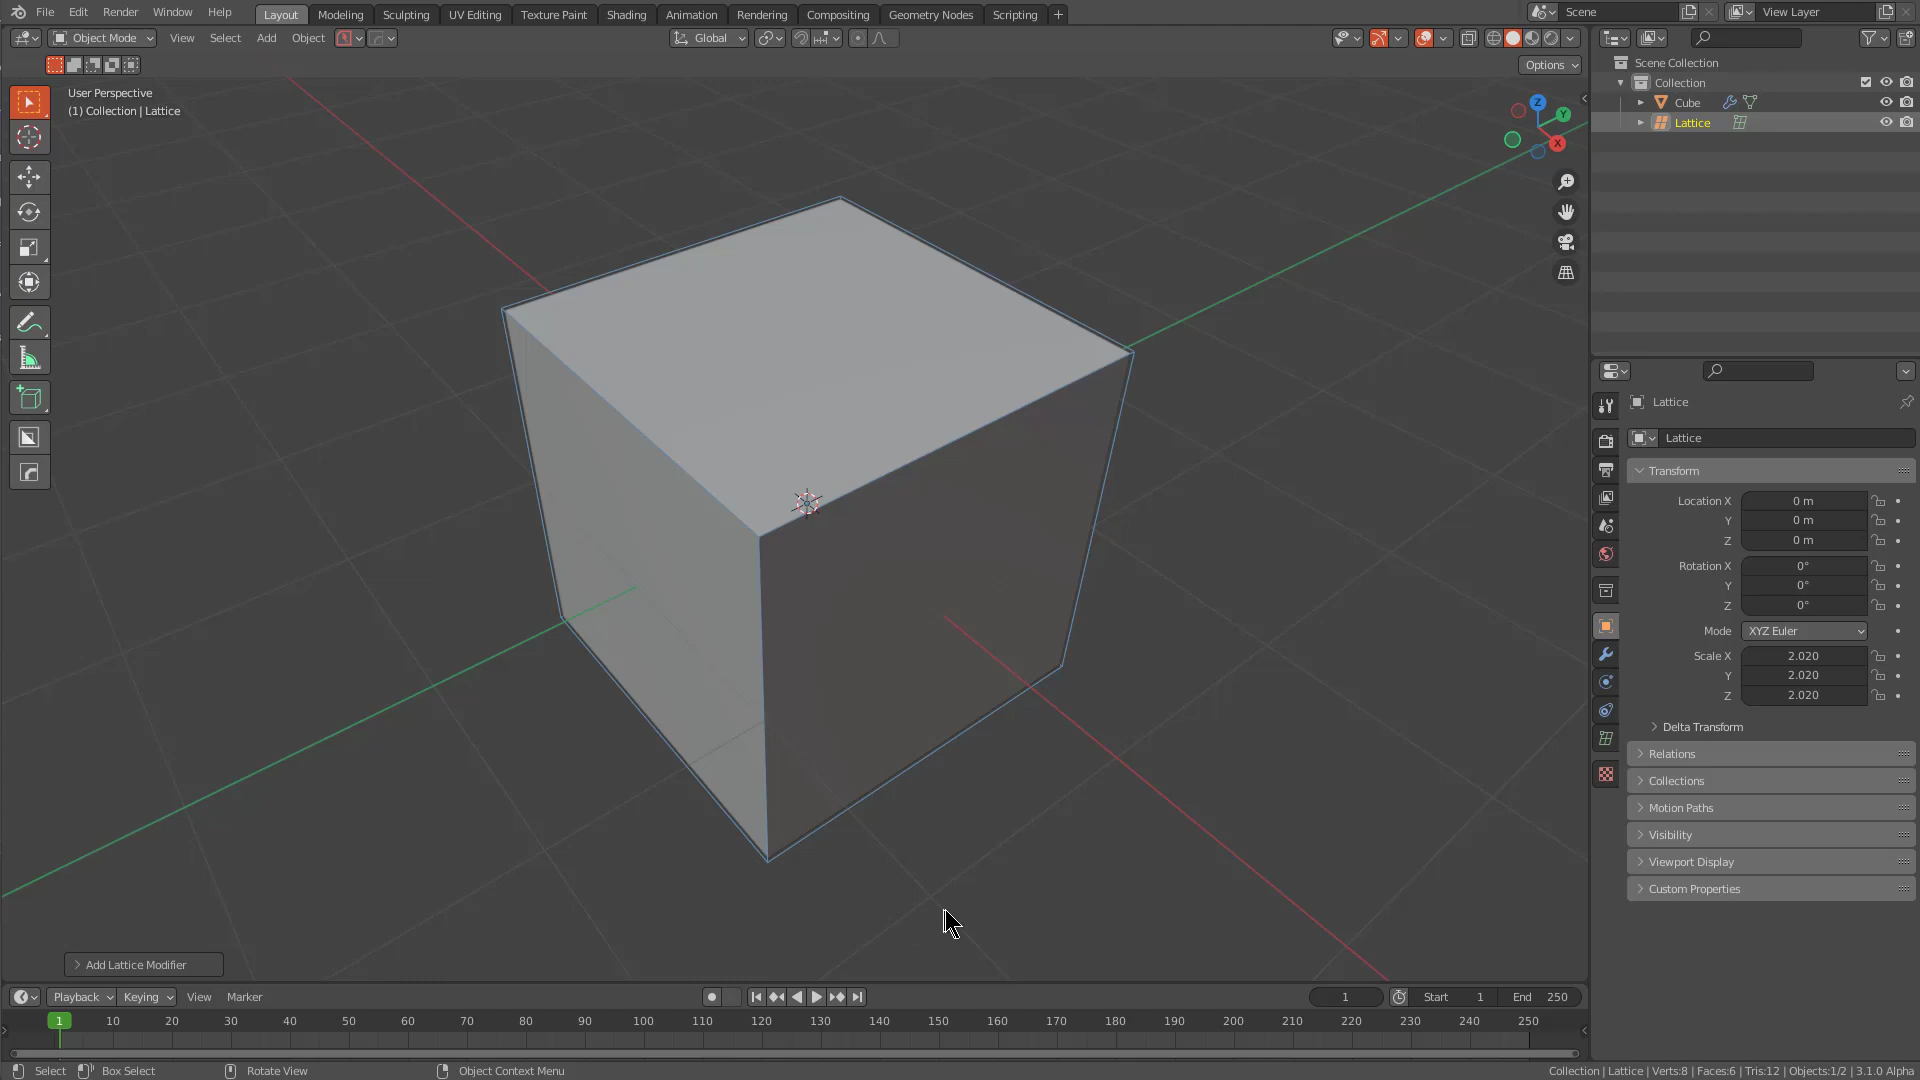 File Edit Render Window Help Layout Modeling Sculpting UV Editing Texture Paint Shading Animation Rendering Compositing Geometry Nodes Scripting + Scene View Layer
Object Mode View Select Add Object Global
Options
User Perspective
(1) Collection | Lattice
Z
Y
X
Scene Collection
Collection
Cube
Lattice
Lattice
Lattice
Transform
Location X 0 m
Y 0 m
Z 0 m
Rotation X 0°
Y 0°
Z 0°
Mode XYZ Euler
Scale X 2.020
Y 2.020
Z 2.020
Delta Transform
Relations
Collections
Motion Paths
Visibility
Viewport Display
Custom Properties
Add Lattice Modifier
Playback Keying View Marker 1 Start 1 End 250
1 10 20 30 40 50 60 70 80 90 100 110 120 130 140 150 160 170 180 190 200 210 220 230 240 250
Select Box Select Rotate View Object Context Menu Collection | Lattice | Verts:8 | Faces:6 | Tris:12 | Objects:1/2 | 3.1.0 Alpha